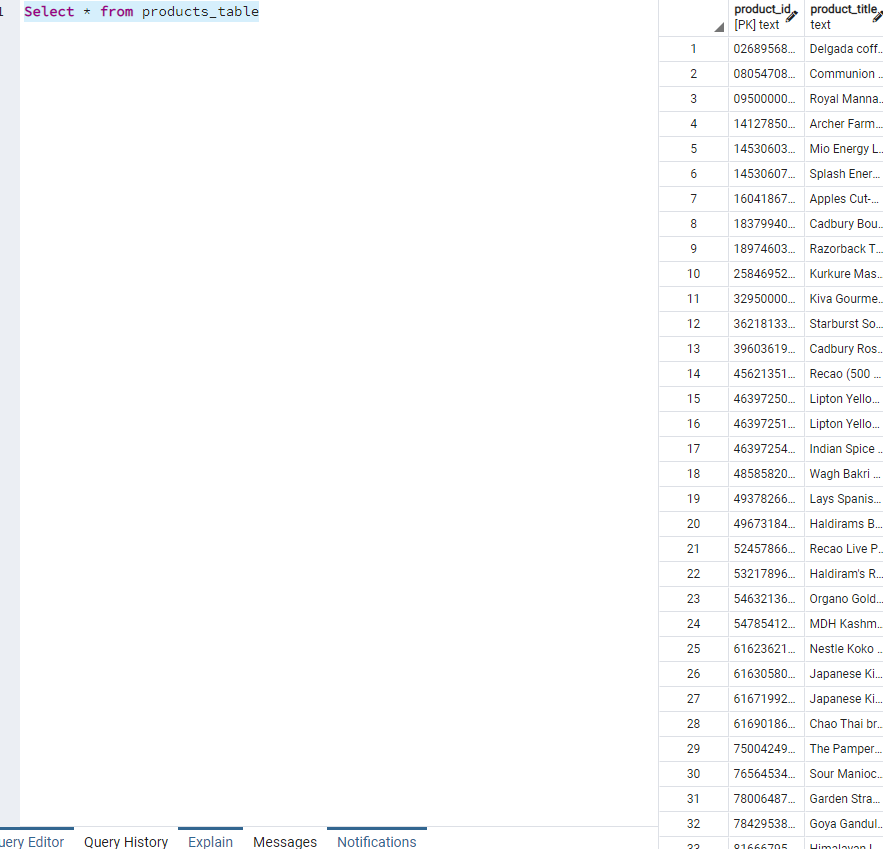 1 Select * from products_table
product_id product_title
[PK] text text
1 02689568... Delgada coff...
2 08054708... Communion ...
3 09500000... Royal Manna...
4 14127850... Archer Farm...
5 14530603... Mio Energy L...
6 14530607... Splash Ener...
7 16041867... Apples Cut-...
8 18379940... Cadbury Bou...
9 18974603... Razorback T...
10 25846952... Kurkure Mas...
11 32950000... Kiva Gourme...
12 36218133... Starburst So...
13 39603619... Cadbury Ros...
14 45621351... Recao (500 ...
15 46397250... Lipton Yello...
16 46397251... Lipton Yello...
17 46397254... Indian Spice ...
18 48585820... Wagh Bakri ...
19 49378266... Lays Spanis...
20 49673184... Haldirams B...
21 52457866... Recao Live P...
22 53217896... Haldiram's R...
23 54632136... Organo Gold...
24 54785412... MDH Kashm...
25 61623621... Nestle Koko ...
26 61630580... Japanese Ki...
27 61671992... Japanese Ki...
28 61690186... Chao Thai br...
29 75004249... The Pamper...
30 76564534... Sour Manioc...
31 78006487... Garden Stra...
32 78429538... Goya Gandul...
33 81666795... Himalayan I...
uery Editor Query History Explain Messages Notifications